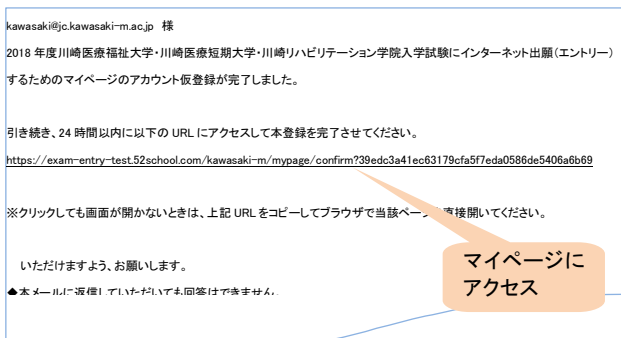 kawasaki@jc.kawasaki-m.ac.jp 様
2018 年度川崎医療福祉大学・川崎医療短期大学・川崎リハビリテーション学院入学試験にインターネット出願(エントリー)
するためのマイページのアカウント仮登録が完了しました。
引き続き、24 時間以内に以下の URL にアクセスして本登録を完了させてください。
https://exam-entry-test.52school.com/kawasaki-m/mypage/confirm?39edc3a41ec63179cfa5f7eda0586de5406a6b69
※クリックしても画面が開かないときは、上記 URL をコピーしてブラウザで当該ページ 直接開いてください。
いただけますよう、お願いします。
◆本メールに返信していただいても回答はできません。
マイページに
アクセス